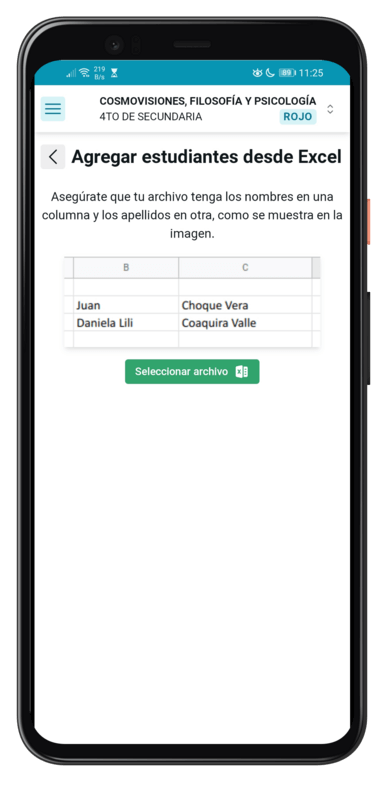 219
B/s
89
11:25
COSMOVISIONES, FILOSOFÍA Y PSICOLOGÍA
4TO DE SECUNDARIA
ROJO
Agregar estudiantes desde Excel
Asegúrate que tu archivo tenga los nombres en una
columna y los apellidos en otra, como se muestra en la
imagen.
B C
Juan Choque Vera
Daniela Lili Coaquira Valle
Seleccionar archivo